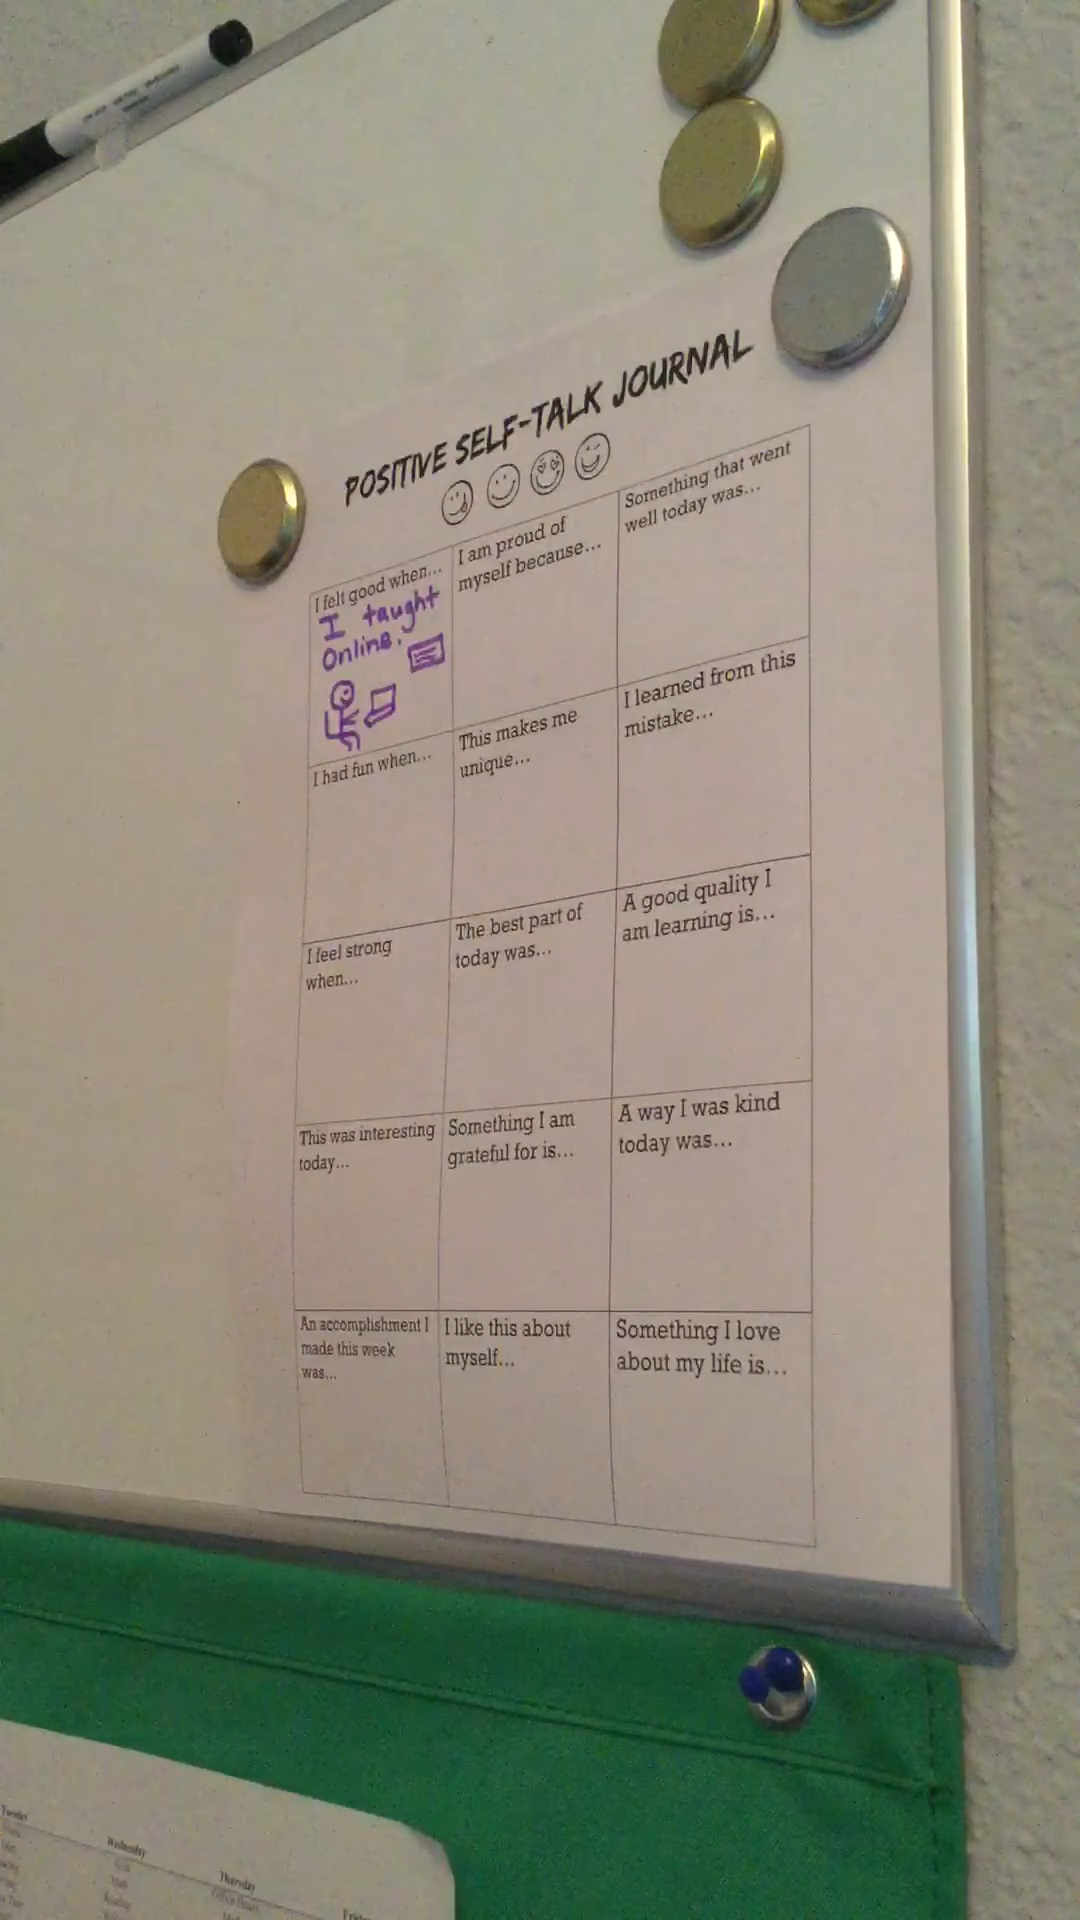 POSITIVE SELF-TALK JOURNAL
I felt good when...
I taught
Online.
I am proud of
myself because...
Something that went
well today was...
I had fun when...
This makes me
unique...
I learned from this
mistake...
I feel strong
when...
The best part of
today was...
A good quality I
am learning is...
This was interesting
today...
Something I am
grateful for is...
A way I was kind
today was...
An accomplishment I
made this week
was...
I like this about
myself...
Something I love
about my life is...
Tuesday
Wednesday
Thursday
Office Hours
Math
Reading